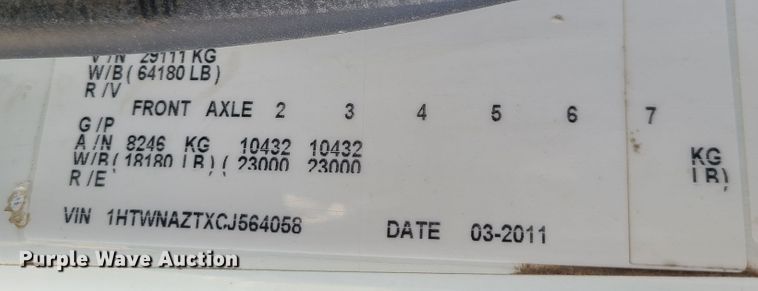 V/N 29111 KG
W/B ( 64180 LB )
R /V
FRONT AXLE 2 3 4 5 6 7
G /P
A /N 8246 KG 10432 10432 KG
W/B ( 18180 LB ) ( 23000 23000 LB )
R /E
VIN 1HTWNAZTXCJ564058 DATE 03-2011
Purple Wave Auction